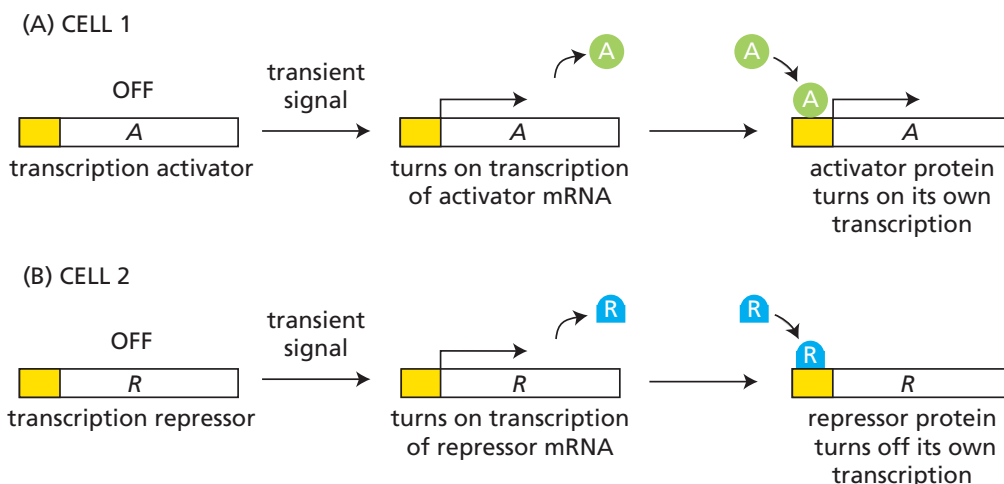 (A) CELL 1
OFF
transient
signal
A
A
A
A
A
A
transcription activator
turns on transcription
of activator mRNA
activator protein
turns on its own
transcription
(B) CELL 2
OFF
transient
signal
R
R
R
R
R
R
transcription repressor
turns on transcription
of repressor mRNA
repressor protein
turns off its own
transcription